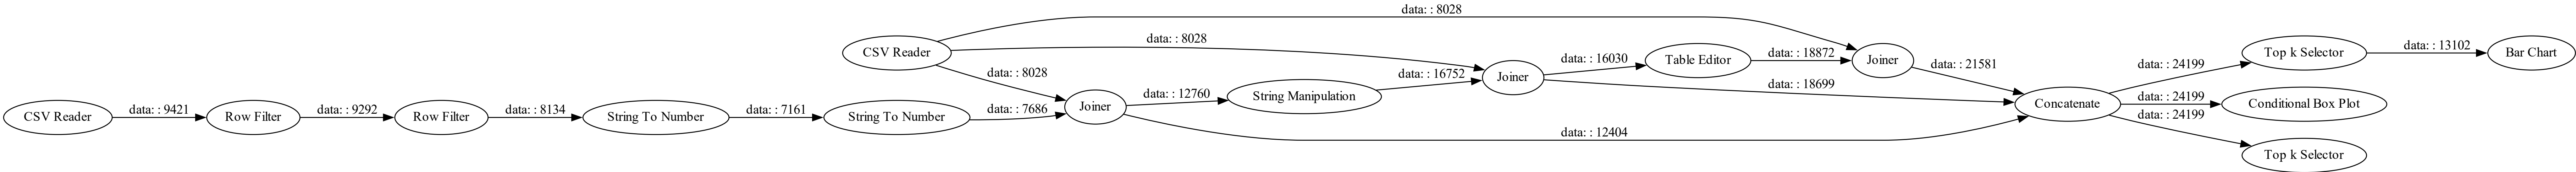 data: : 8028
CSV Reader
data: : 8028
data: : 16030
Table Editor
data: : 18872
Joiner
Top k Selector
data: : 13102
Bar Chart
data: : 8028
data: : 16752
Joiner
data: : 21581
data: : 24199
data: : 12760
String Manipulation
data: : 18699
data: : 24199
CSV Reader
data: : 9421
Row Filter
data: : 9292
Row Filter
data: : 8134
String To Number
data: : 7161
String To Number
data: : 7686
Joiner
Concatenate
Conditional Box Plot
data: : 12404
data: : 24199
Top k Selector